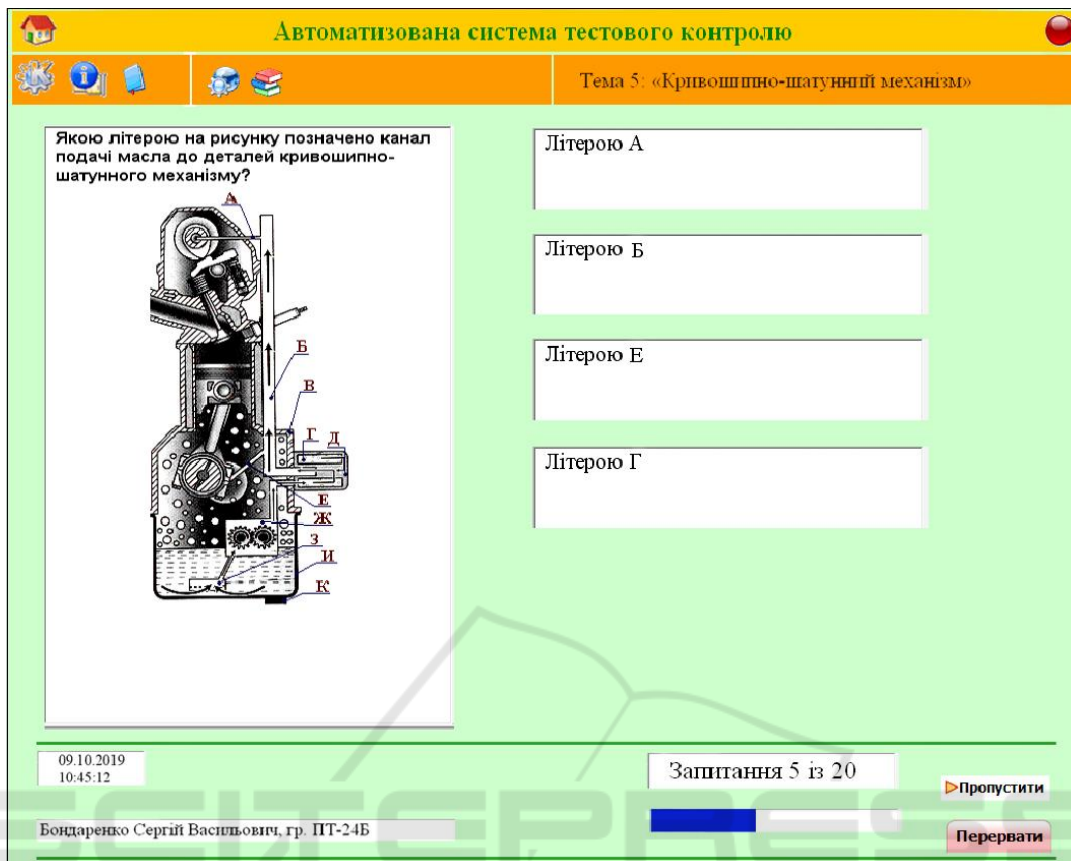 Автоматизована система тестового контролю
Тема 5: «Кривошипно-шатунний механізм»
Якою літерою на рисунку позначено канал
подачі масла до деталей кривошипно-
шатунного механізму?
А
Б
В
Г
Д
Е
Ж
З
И
К
Літерою А
Літерою Б
Літерою Е
Літерою Г
09.10.2019
10:45:12
Запитання 5 із 20
Пропустити
Бондаренко Сергій Васильович, гр. ПТ-24Б
Перервати
SCITEPRESS